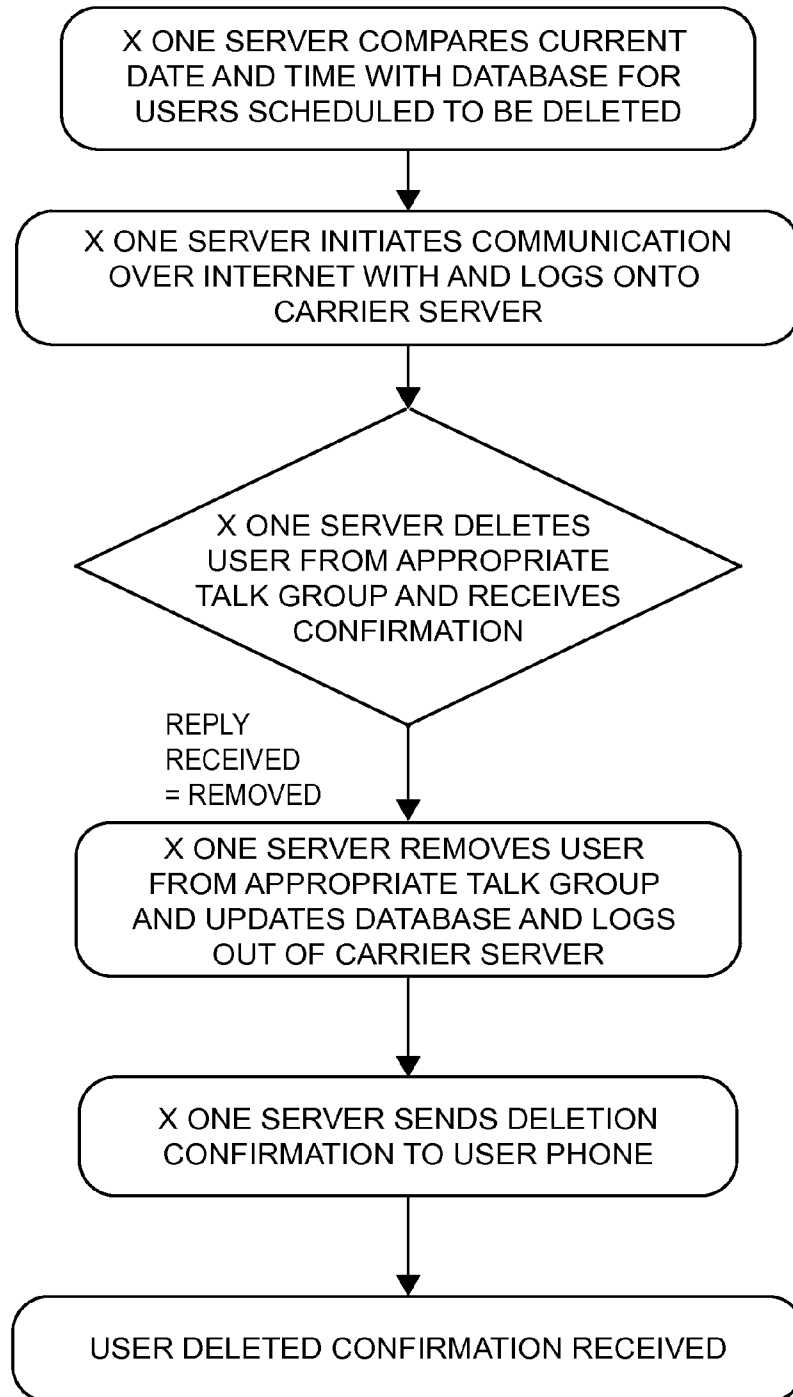 X ONE SERVER COMPARES CURRENT
DATE AND TIME WITH DATABASE FOR
USERS SCHEDULED TO BE DELETED
X ONE SERVER INITIATES COMMUNICATION
OVER INTERNET WITH AND LOGS ONTO
CARRIER SERVER
X ONE SERVER DELETES
USER FROM APPROPRIATE
TALK GROUP AND RECEIVES
CONFIRMATION
REPLY
RECEIVED
= REMOVED
X ONE SERVER REMOVES USER
FROM APPROPRIATE TALK GROUP
AND UPDATES DATABASE AND LOGS
OUT OF CARRIER SERVER
X ONE SERVER SENDS DELETION
CONFIRMATION TO USER PHONE
USER DELETED CONFIRMATION RECEIVED